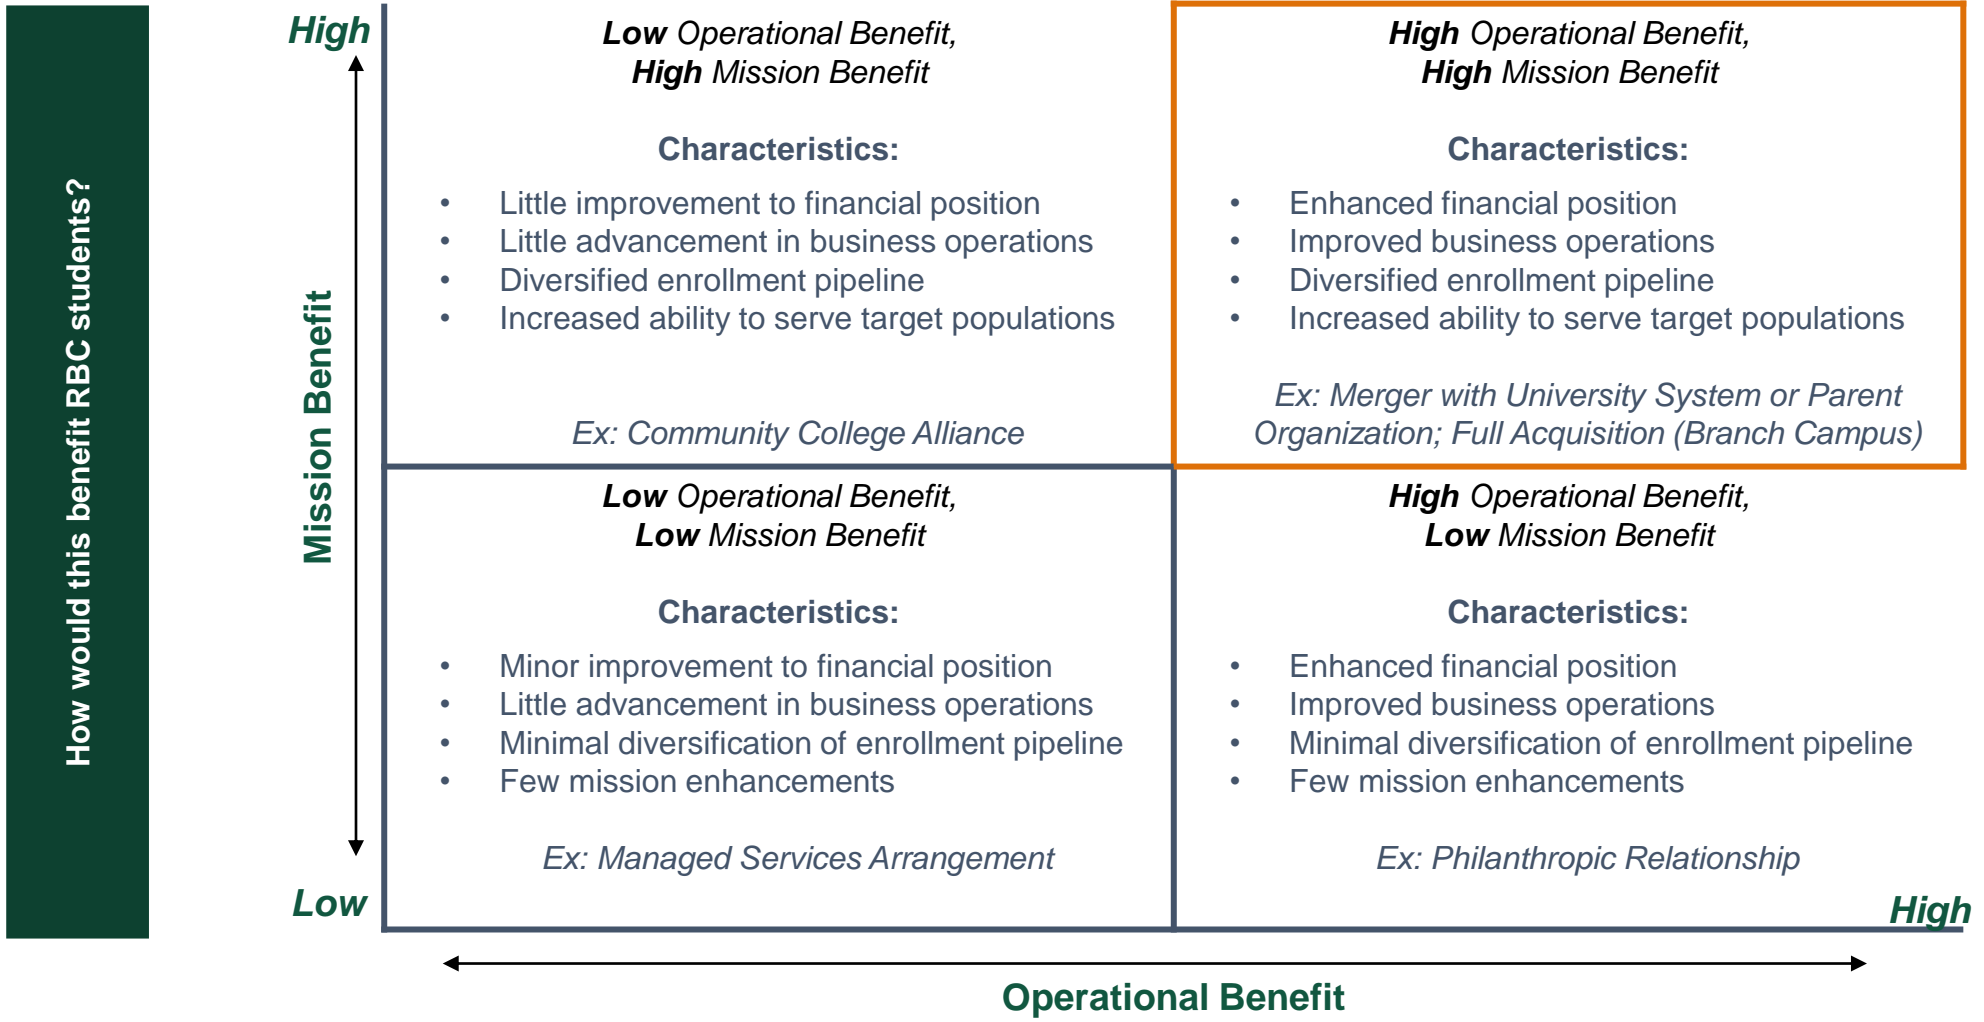 How would this benefit RBC students?
High
Mission Benefit
Low
Low Operational Benefit,
High Mission Benefit
Characteristics:
• Little improvement to financial position
• Little advancement in business operations
• Diversified enrollment pipeline
• Increased ability to serve target populations
Ex: Community College Alliance
High Operational Benefit,
High Mission Benefit
Characteristics:
• Enhanced financial position
• Improved business operations
• Diversified enrollment pipeline
• Increased ability to serve target populations
Ex: Merger with University System or Parent
Organization; Full Acquisition (Branch Campus)
Low Operational Benefit,
Low Mission Benefit
Characteristics:
• Minor improvement to financial position
• Little advancement in business operations
• Minimal diversification of enrollment pipeline
• Few mission enhancements
Ex: Managed Services Arrangement
High Operational Benefit,
Low Mission Benefit
Characteristics:
• Enhanced financial position
• Improved business operations
• Minimal diversification of enrollment pipeline
• Few mission enhancements
Ex: Philanthropic Relationship
High
Operational Benefit